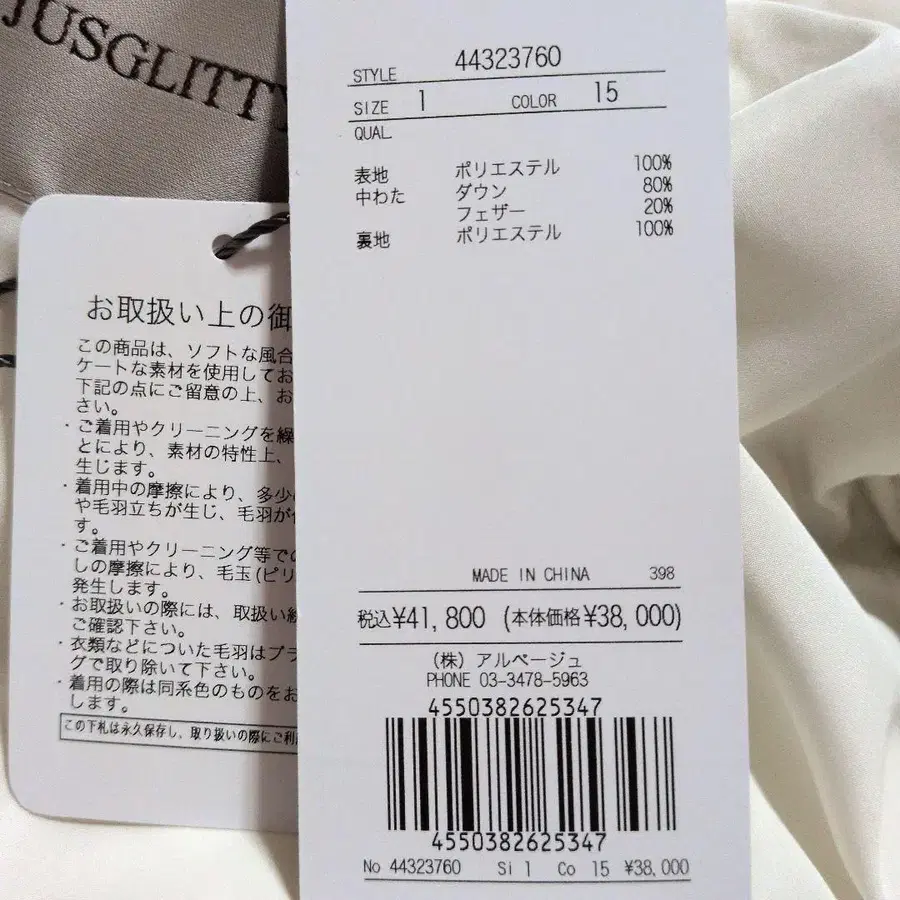 JUSGLITTY
STYLE 44323760
SIZE 1 COLOR 15
QUAL
表地 ポリエステル 100%
中わた ダウン 80%
フェザー 20%
裏地 ポリエステル 100%
MADE IN CHINA 398
税込¥41,800 (本体価格¥38,000)
(株) アルページュ
PHONE 03-3478-5963
4550382625347
4550382625347
No 44323760 Si 1 Co 15 ¥38,000
お取扱い上の御
この商品は、ソフトな風合
ケートな素材を使用してお
下記の点にご留意の上、お
さい。
・ご着用やクリーニングを繰
とにより、素材の特性上、
生じます。
・着用中の摩擦により、多少
や毛羽立ちが生じ、毛羽が
す。
・ご着用やクリーニング等での
しの摩擦により、毛玉(ピリ
発生します。
・お取扱いの際には、取扱い
ご確認下さい。
・衣類などについた毛羽はブラ
グで取り除いて下さい。
・着用の際は同系色のものをお
します。
この下札は永久保存し、取り扱いの際にご利